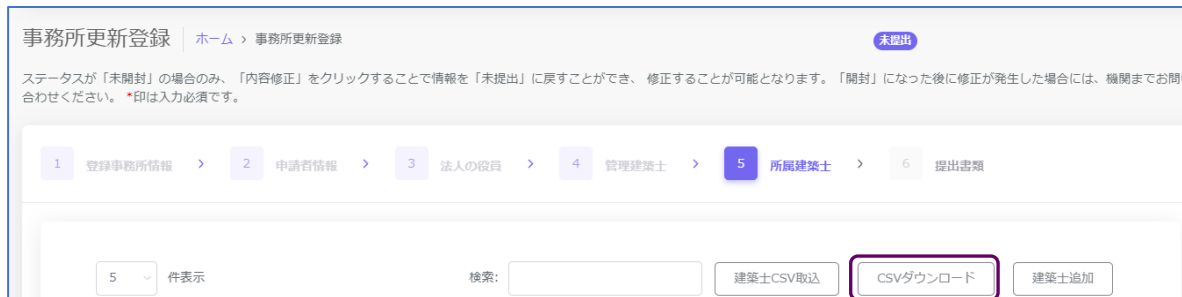 事務所更新登録 ホーム > 事務所更新登録 未提出
ステータスが「未開封」の場合のみ、「内容修正」をクリックすることで情報を「未提出」に戻すことができ、 修正することが可能となります。「開封」になった後に修正が発生した場合には、機関までお問い
合わせください。 *印は入力必須です。
1 登録事務所情報 > 2 申請者情報 > 3 法人の役員 > 4 管理建築士 > 5 所属建築士 > 6 提出書類
5 件表示 検索: 建築士CSV取込 CSVダウンロード 建築士追加